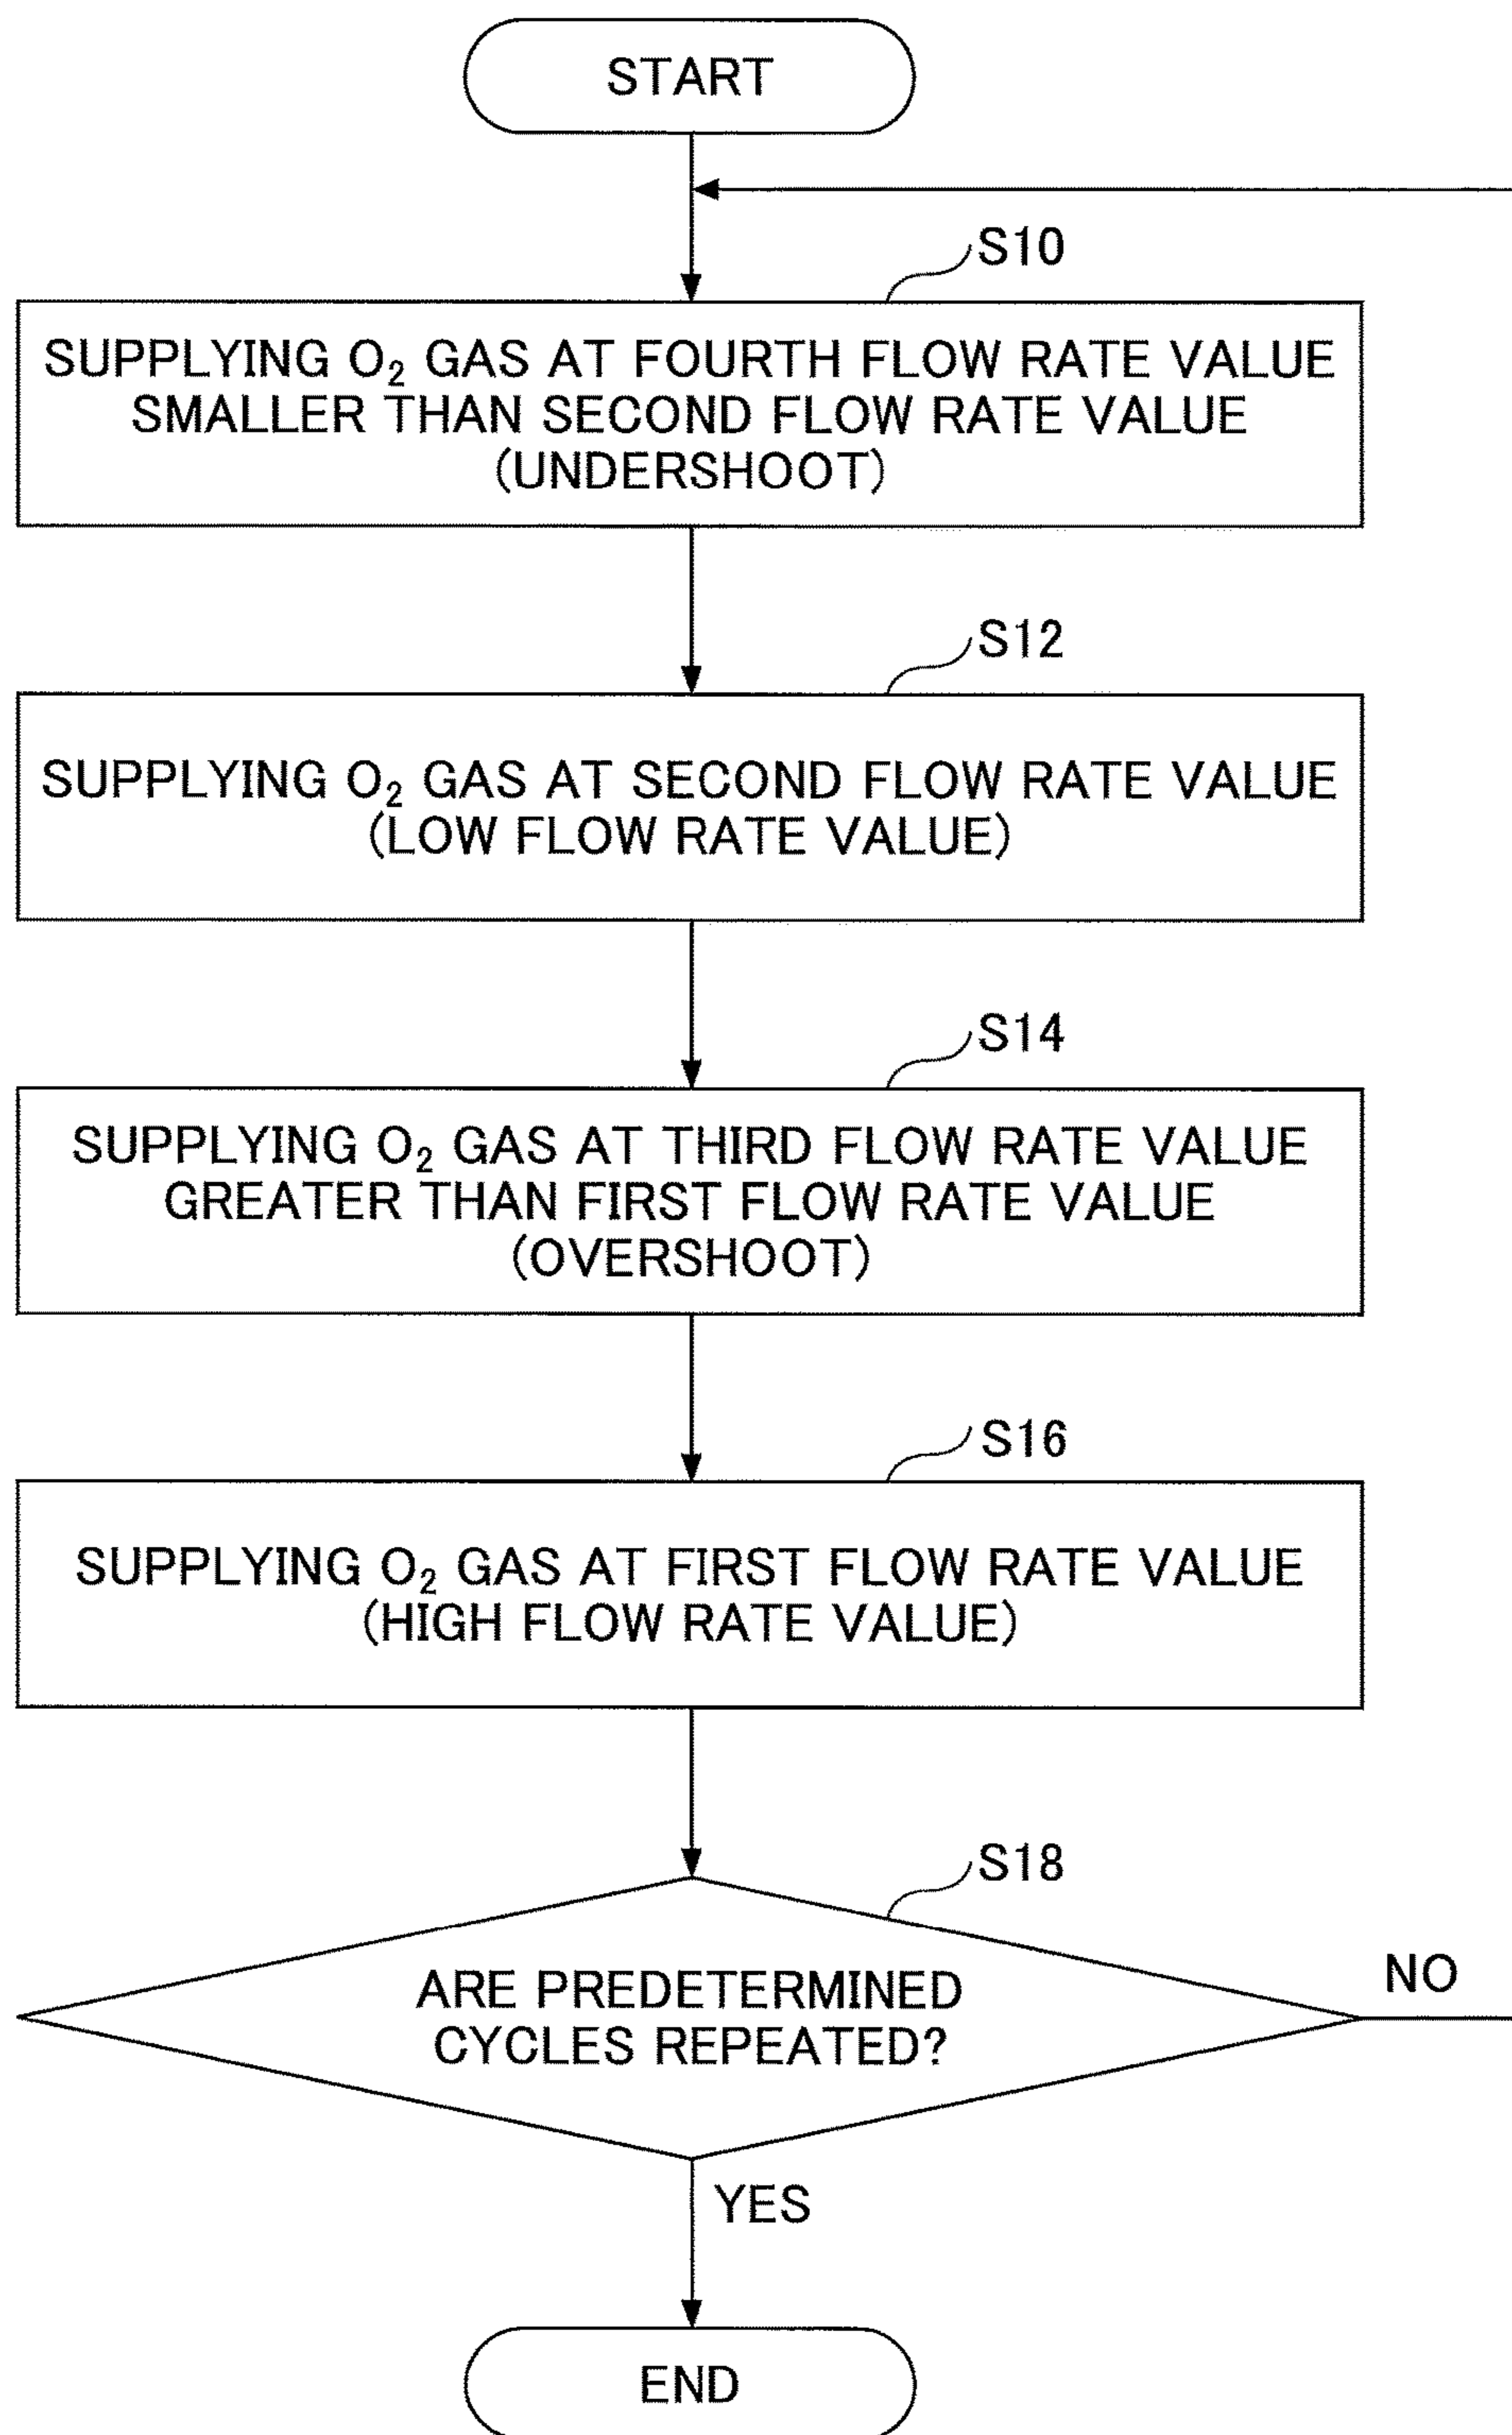 START
S10
SUPPLYING O₂ GAS AT FOURTH FLOW RATE VALUE
SMALLER THAN SECOND FLOW RATE VALUE
(UNDERSHOOT)
S12
SUPPLYING O₂ GAS AT SECOND FLOW RATE VALUE
(LOW FLOW RATE VALUE)
S14
SUPPLYING O₂ GAS AT THIRD FLOW RATE VALUE
GREATER THAN FIRST FLOW RATE VALUE
(OVERSHOOT)
S16
SUPPLYING O₂ GAS AT FIRST FLOW RATE VALUE
(HIGH FLOW RATE VALUE)
S18
ARE PREDETERMINED
CYCLES REPEATED?
NO
YES
END